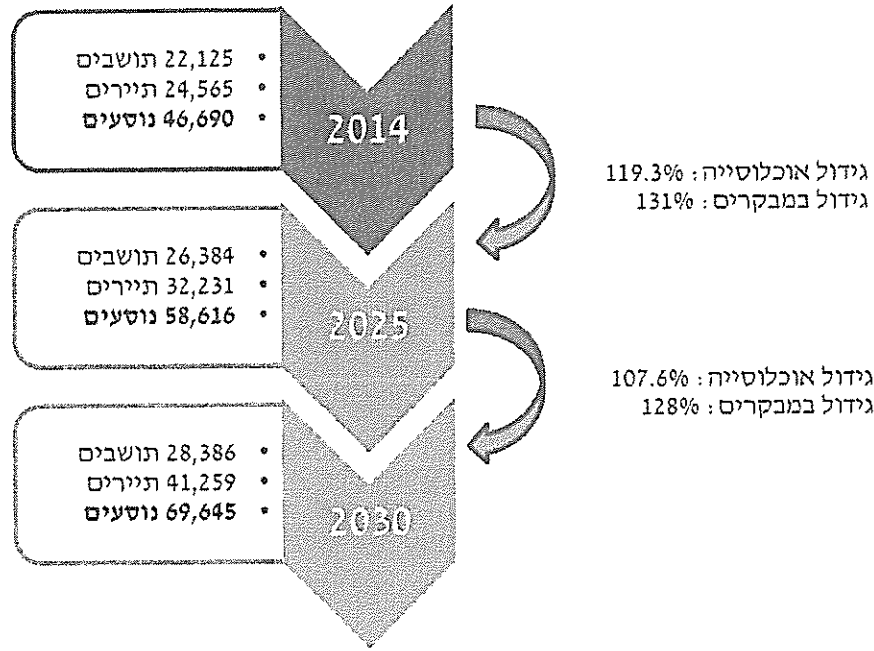 • 22,125 תושבים
• 24,565 תיירים
• 46,690 נוסעים
2014
גידול אוכלוסייה: 119.3%
גידול במבקרים: 131%
• 26,384 תושבים
• 32,231 תיירים
• 58,616 נוסעים
2025
גידול אוכלוסייה: 107.6%
גידול במבקרים: 128%
• 28,386 תושבים
• 41,259 תיירים
• 69,645 נוסעים
2030